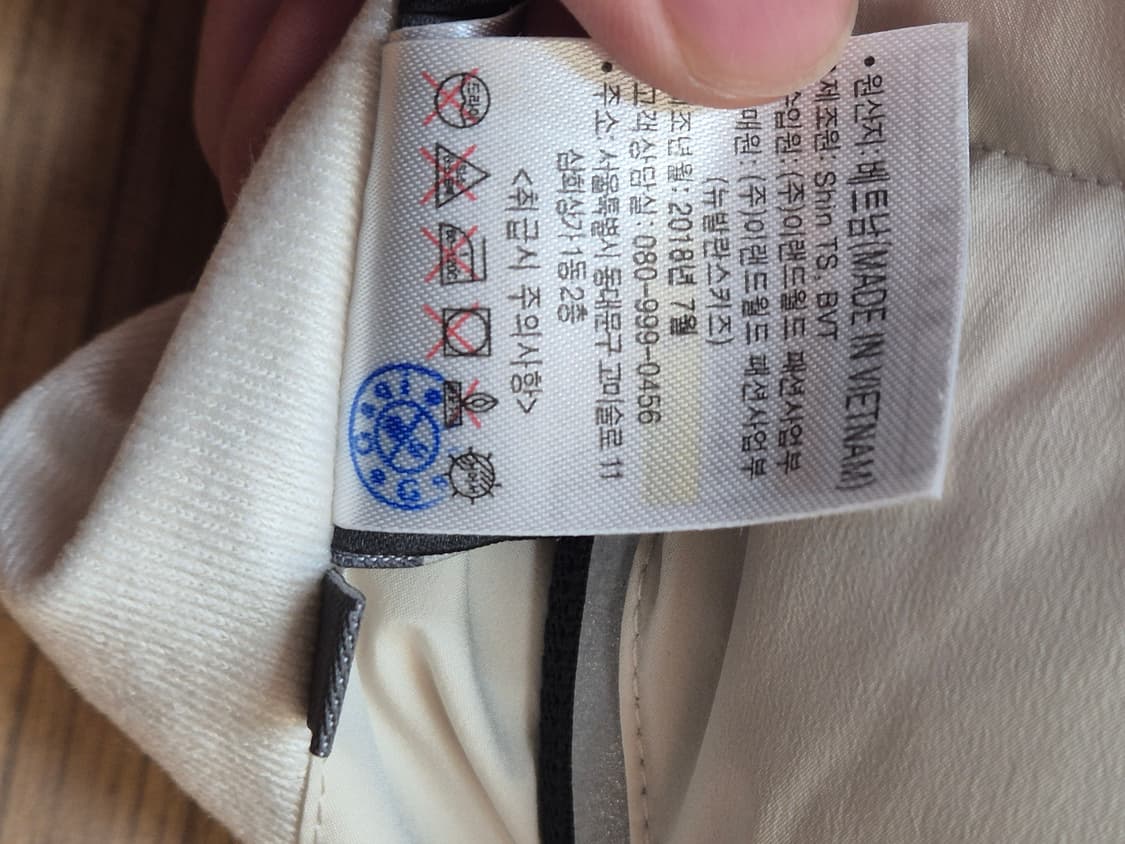 • 원산지 베트남(MADE IN VIETNAM)
제조원: Shin TS. BVT
수입원: (주)이랜드월드 패션사업부
매원: (주)이랜드월드 패션사업부
(뉴발란스키즈)
조년월: 2018년 7월
고객상담실: 080-999-0456
• 주소 서울특별시 동대문구 고미술로 11
삼희상가 1동 2층
<취급시 주의사항>
드라이